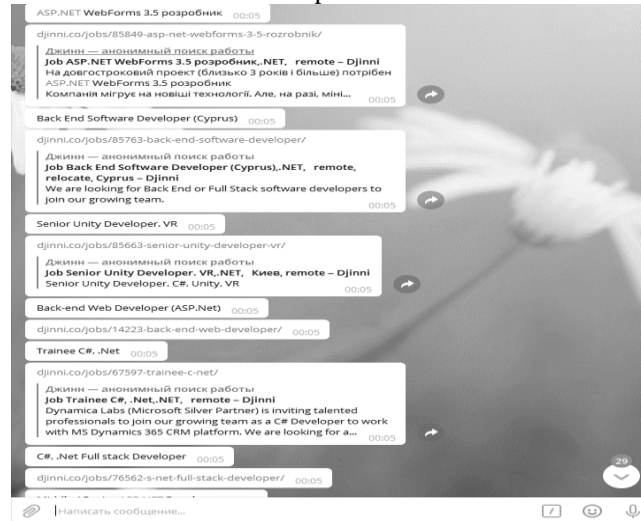 ASP.NET WebForms 3.5 розробник 00:05
djinni.co/jobs/85849-asp-net-webforms-3-5-rozrobnik/
Джинн — анонимный поиск работы
Job ASP.NET WebForms 3.5 розробник,.NET, remote – Djinni
На довгостроковий проект (близько 3 років і більше) потрібен
ASP.NET WebForms 3.5 розробник
Компанія мігрує на новіші технології. Але, на разі, міні...
00:05
Back End Software Developer (Cyprus) 00:05
djinni.co/jobs/85763-back-end-software-developer/
Джинн — анонимный поиск работы
Job Back End Software Developer (Cyprus),.NET, remote,
relocate, Cyprus – Djinni
We are looking for Back End or Full Stack software developers to
join our growing team.
00:05
Senior Unity Developer. VR 00:05
djinni.co/jobs/85663-senior-unity-developer-vr/
Джинн — анонимный поиск работы
Job Senior Unity Developer. VR,.NET, Киев, remote – Djinni
Senior Unity Developer. C#, Unity, VR
00:05
Back-end Web Developer (ASP.Net) 00:05
djinni.co/jobs/14223-back-end-web-developer/ 00:05
Trainee C#, .Net 00:05
djinni.co/jobs/67597-trainee-c-net/
Джинн — анонимный поиск работы
Job Trainee C#, .Net,.NET, remote – Djinni
Dynamica Labs (Microsoft Silver Partner) is inviting talented
professionals to join our growing team as a C# Developer to work
with MS Dynamics 365 CRM platform. We are looking for a...
00:05
C#, .Net Full stack Developer 00:05
djinni.co/jobs/76562-s-net-full-stack-developer/ 00:05
29
Написать сообщение...